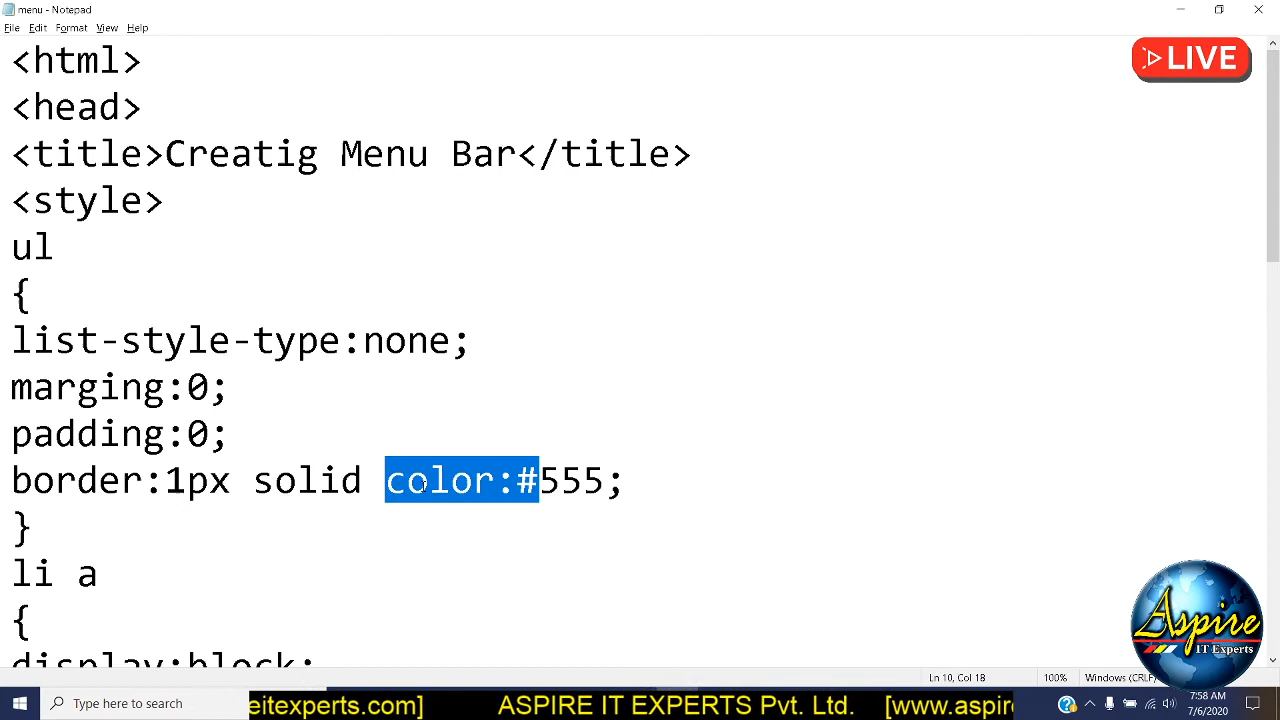 menu - Notepad
File Edit Format View Help
LIVE
<html>
<head>
<title>Creatig Menu Bar</title>
<style>
ul
{
list-style-type:none;
marging:0;
padding:0;
border:1px solid color:#555;
}
li a
{
display:block;
Aspire
IT Experts
Ln 10, Col 18 100% Windows (CRLF)
Type here to search
eitexperts.com] ASPIRE IT EXPERTS Pvt. Ltd. [www.aspir
7:58 AM
7/6/2020